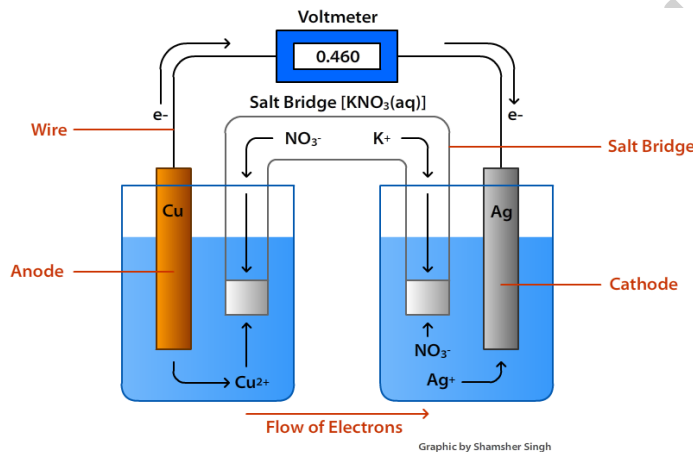 Voltmeter
0.460
e-
e-
Salt Bridge [KNO₃(aq)]
Wire
NO₃-
K+
Salt Bridge
Cu
Ag
Anode
Cathode
NO₃-
Cu²⁺
Ag⁺
Flow of Electrons
Graphic by Shamsher Singh